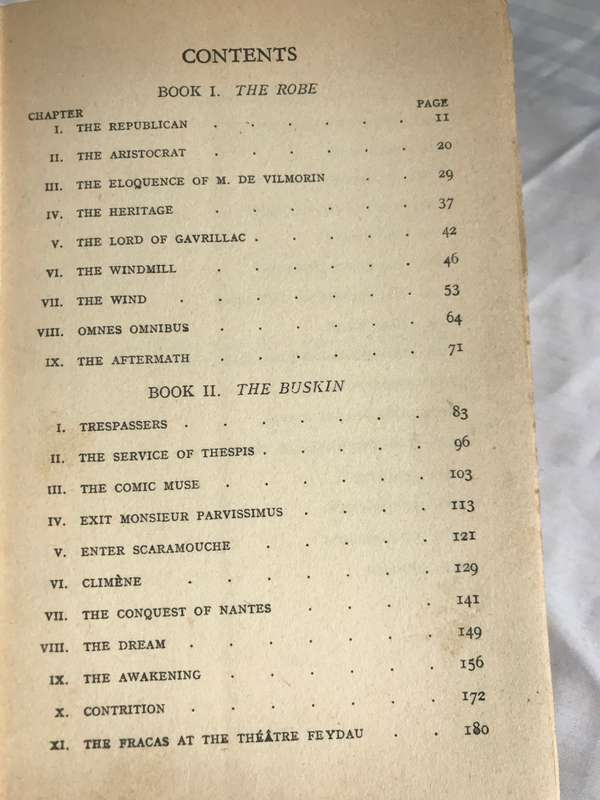 CONTENTS
BOOK I. THE ROBE
CHAPTER PAGE
I. THE REPUBLICAN . . . . . . 11
II. THE ARISTOCRAT . . . . . . 20
III. THE ELOQUENCE OF M. DE VILMORIN . . 29
IV. THE HERITAGE . . . . . . 37
V. THE LORD OF GAVRILLAC . . . . . 42
VI. THE WINDMILL . . . . . . 46
VII. THE WIND . . . . . . . 53
VIII. OMNES OMNIBUS . . . . . . 64
IX. THE AFTERMATH . . . . . . 71
BOOK II. THE BUSKIN
I. TRESPASSERS . . . . . . . 83
II. THE SERVICE OF THESPIS . . . . . 96
III. THE COMIC MUSE . . . . . . 103
IV. EXIT MONSIEUR PARVISSIMUS . . . . 113
V. ENTER SCARAMOUCHE . . . . . 121
VI. CLIMÈNE . . . . . . . 129
VII. THE CONQUEST OF NANTES . . . . 141
VIII. THE DREAM . . . . . . . 149
IX. THE AWAKENING . . . . . . 156
X. CONTRITION . . . . . . . 172
XI. THE FRACAS AT THE THÉÂTRE FEYDAU . . 180